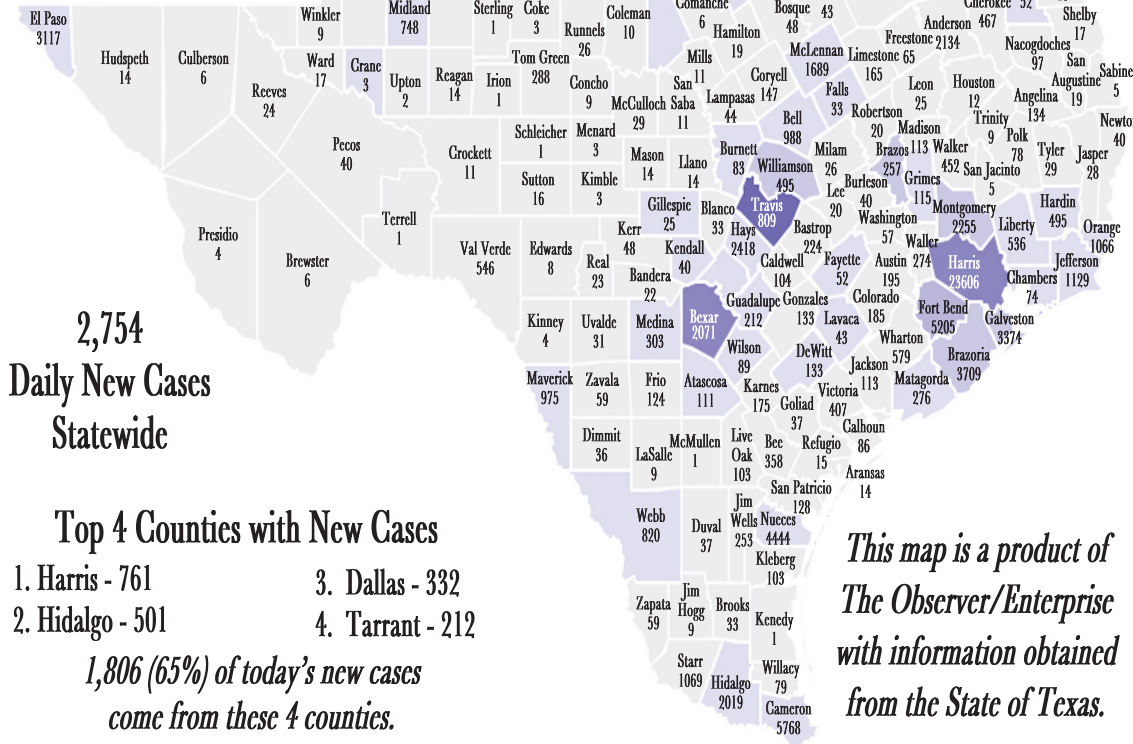 El Paso
3117
Hudspeth
14
Culberson
6
Reeves
24
Winkler
9
Ward
17
Crane
3
Midland
748
Upton
2
Reagan
14
Sterling
1
Irion
1
Coke
3
Tom Green
288
Runnels
26
Concho
9
Coleman
10
McCulloch
29
Comanche
6
Mills
11
San
Saba
11
Hamilton
19
Lampasas
44
Coryell
147
Bosque
48
43
McLennan
1689
Falls
33
Limestone
165
Freestone 65
Anderson
2134
Cherokee
467
52
Shelby
17
Nacogdoches
97
San
Augustine
19
Sabine
5
Leon
25
Houston
12
Angelina
134
Trinity
9
Polk
78
Newto
40
Robertson
20
Madison
113
Walker
452
San Jacinto
5
Tyler
29
Jasper
28
Bell
988
Milam
26
Brazos
257
Grimes
115
Burleson
40
Lee
20
Washington
57
Montgomery
2255
Liberty
536
Hardin
495
Orange
1066
Jefferson
1129
Chambers
74
Harris
23606
Waller
274
Austin
195
Pecos
40
Crockett
11
Schleicher
1
Menard
3
Sutton
16
Kimble
3
Mason
14
Llano
14
Burnett
83
Williamson
495
Travis
809
Gillespie
25
Blanco
33
Hays
2418
Bastrop
224
Kerr
48
Kendall
40
Caldwell
104
Fayette
52
Presidio
4
Brewster
6
Terrell
1
Val Verde
546
Edwards
8
Real
23
Bandera
22
Bexar
2071
Guadalupe
212
Gonzales
133
Lavaca
43
Colorado
185
Wharton
579
Fort Bend
5205
Galveston
3374
Brazoria
3709
Matagorda
276
Kinney
4
Uvalde
31
Medina
303
Wilson
89
DeWitt
133
Jackson
113
Victoria
407
Maverick
975
Zavala
59
Frio
124
Atascosa
111
Karnes
175
Goliad
37
Calhoun
86
Dimmit
36
LaSalle
9
McMullen
1
Live
Oak
103
Bee
358
Refugio
15
Aransas
14
San Patricio
128
Webb
820
Duval
37
Jim
Wells
253
Nueces
4444
Kleberg
103
Zapata
59
Jim
Hogg
9
Brooks
33
Kenedy
1
Starr
1069
Hidalgo
2019
Willacy
79
Cameron
5768
2,754
Daily New Cases
Statewide
Top 4 Counties with New Cases
1. Harris - 761
2. Hidalgo - 501
3. Dallas - 332
4. Tarrant - 212
1,806 (65%) of today's new cases
come from these 4 counties.
This map is a product of
The Observer/Enterprise
with information obtained
from the State of Texas.